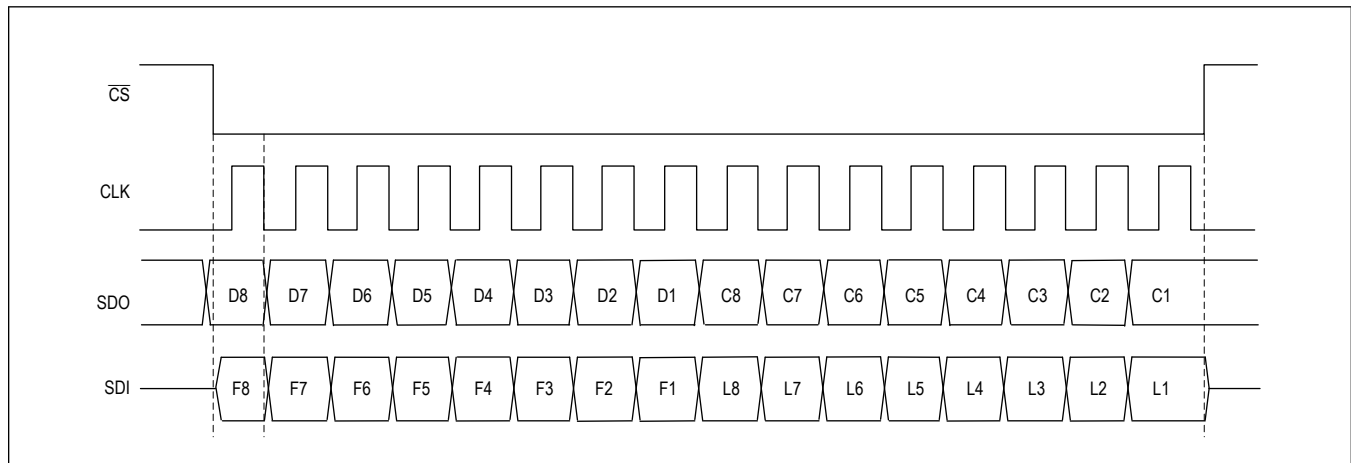 CS
CLK
SDO D8 D7 D6 D5 D4 D3 D2 D1 C8 C7 C6 C5 C4 C3 C2 C1
SDI F8 F7 F6 F5 F4 F3 F2 F1 L8 L7 L6 L5 L4 L3 L2 L1